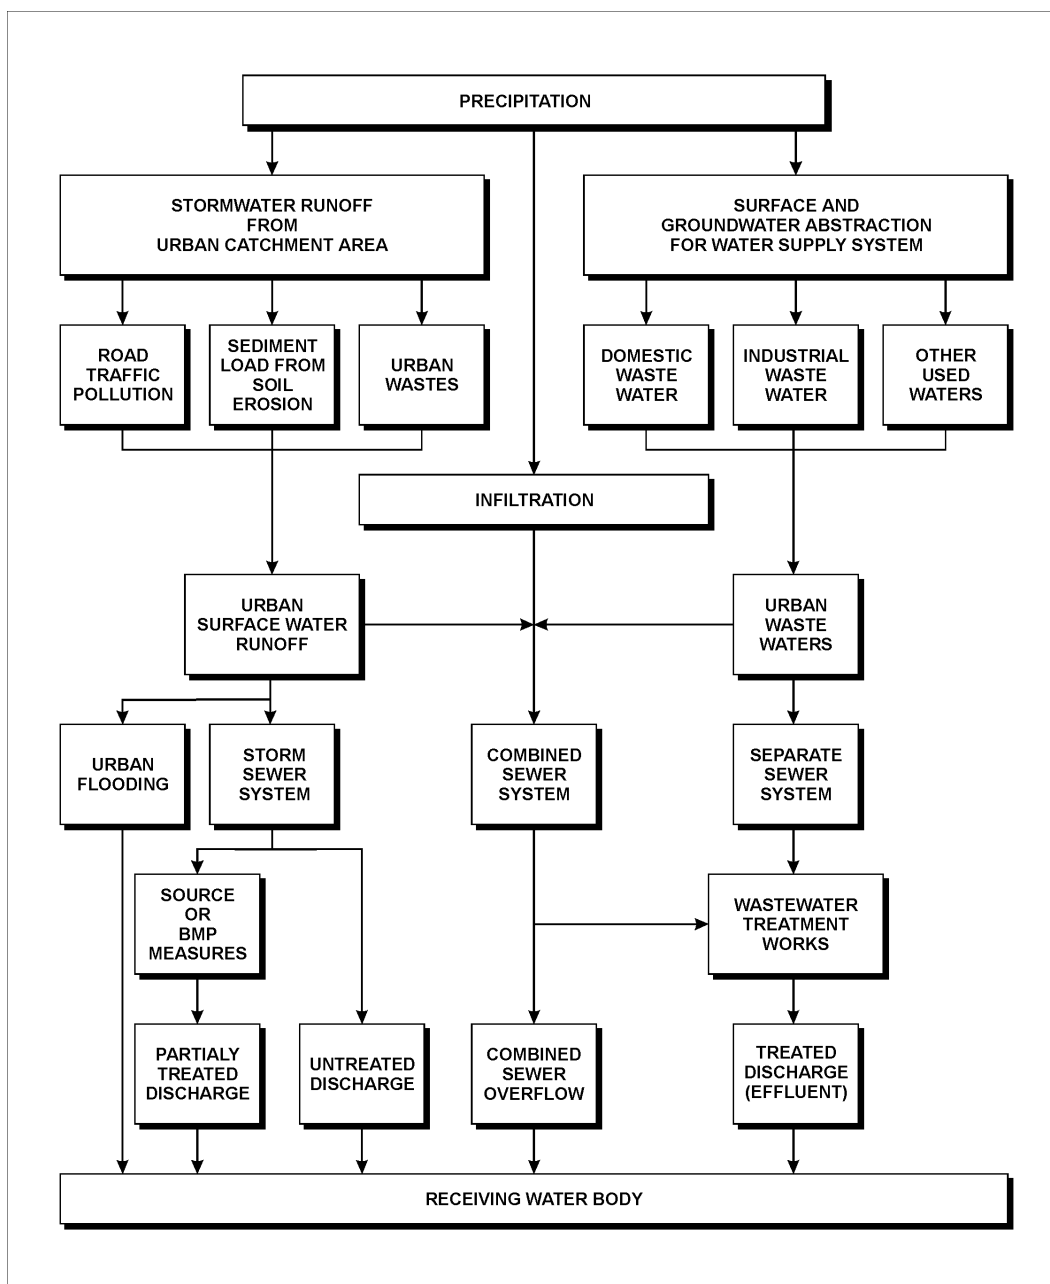 PRECIPITATION
STORMWATER RUNOFF
FROM
URBAN CATCHMENT AREA
SURFACE AND
GROUNDWATER ABSTRACTION
FOR WATER SUPPLY SYSTEM
ROAD
TRAFFIC
POLLUTION
SEDIMENT
LOAD FROM
SOIL
EROSION
URBAN
WASTES
DOMESTIC
WASTE
WATER
INDUSTRIAL
WASTE
WATER
OTHER
USED
WATERS
INFILTRATION
URBAN
SURFACE WATER
RUNOFF
URBAN
WASTE
WATERS
URBAN
FLOODING
STORM
SEWER
SYSTEM
COMBINED
SEWER
SYSTEM
SEPARATE
SEWER
SYSTEM
SOURCE
OR
BMP
MEASURES
WASTEWATER
TREATMENT
WORKS
PARTIALY
TREATED
DISCHARGE
UNTREATED
DISCHARGE
COMBINED
SEWER
OVERFLOW
TREATED
DISCHARGE
(EFFLUENT)
RECEIVING WATER BODY